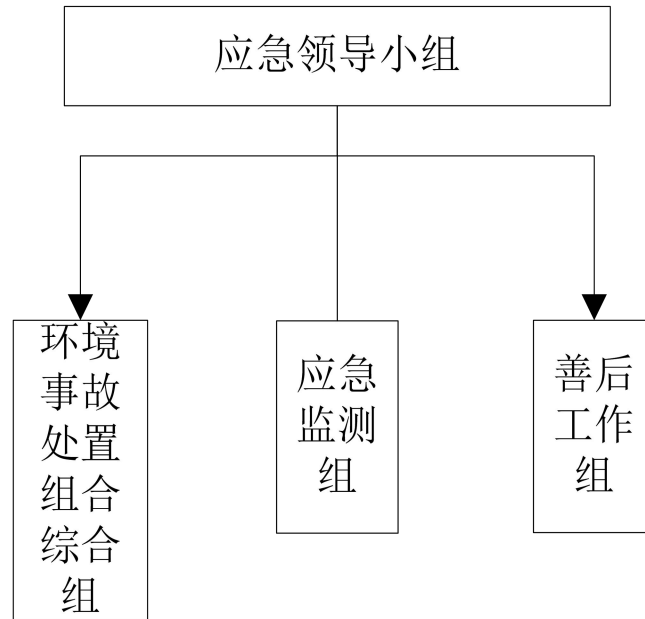 应急领导小组
环境
事故
处置
组合
综合
组
应急
监测
组
善后
工作
组